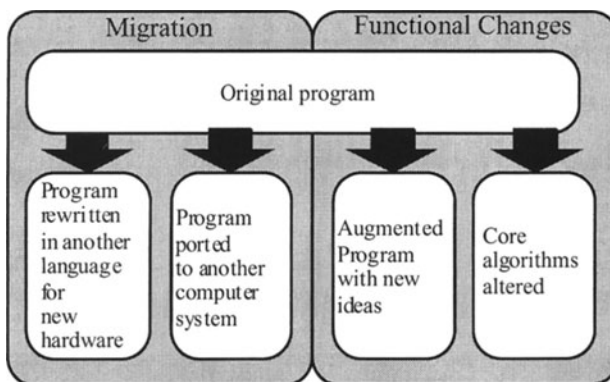 Migration
Functional Changes
Original program
Program
rewritten
in another
language
for
new
hardware
Program
ported
to another
computer
system
Augmented
Program
with new
ideas
Core
algorithms
altered